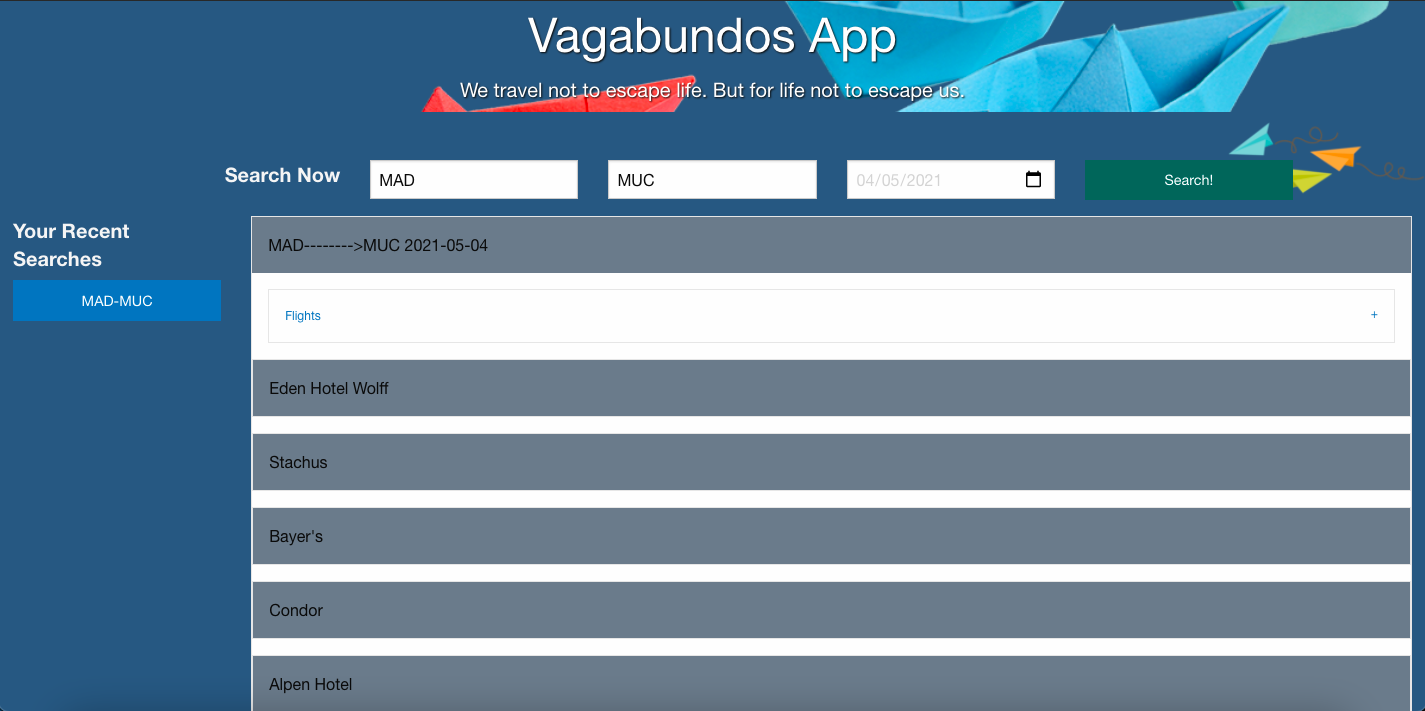 Vagabundos App
We travel not to escape life. But for life not to escape us.
Search Now
MAD
MUC
04/05/2021
Search!
Your Recent
Searches
MAD-MUC
MAD-------->MUC 2021-05-04
Flights +
Eden Hotel Wolff
Stachus
Bayer's
Condor
Alpen Hotel